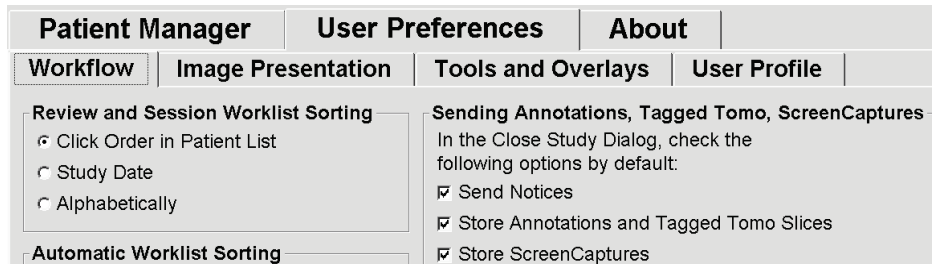 Patient Manager User Preferences About
Workflow Image Presentation Tools and Overlays User Profile
Review and Session Worklist Sorting
Click Order in Patient List
Study Date
Alphabetically
Automatic Worklist Sorting
Sending Annotations, Tagged Tomo, ScreenCaptures
In the Close Study Dialog, check the
following options by default:
Send Notices
Store Annotations and Tagged Tomo Slices
Store ScreenCaptures